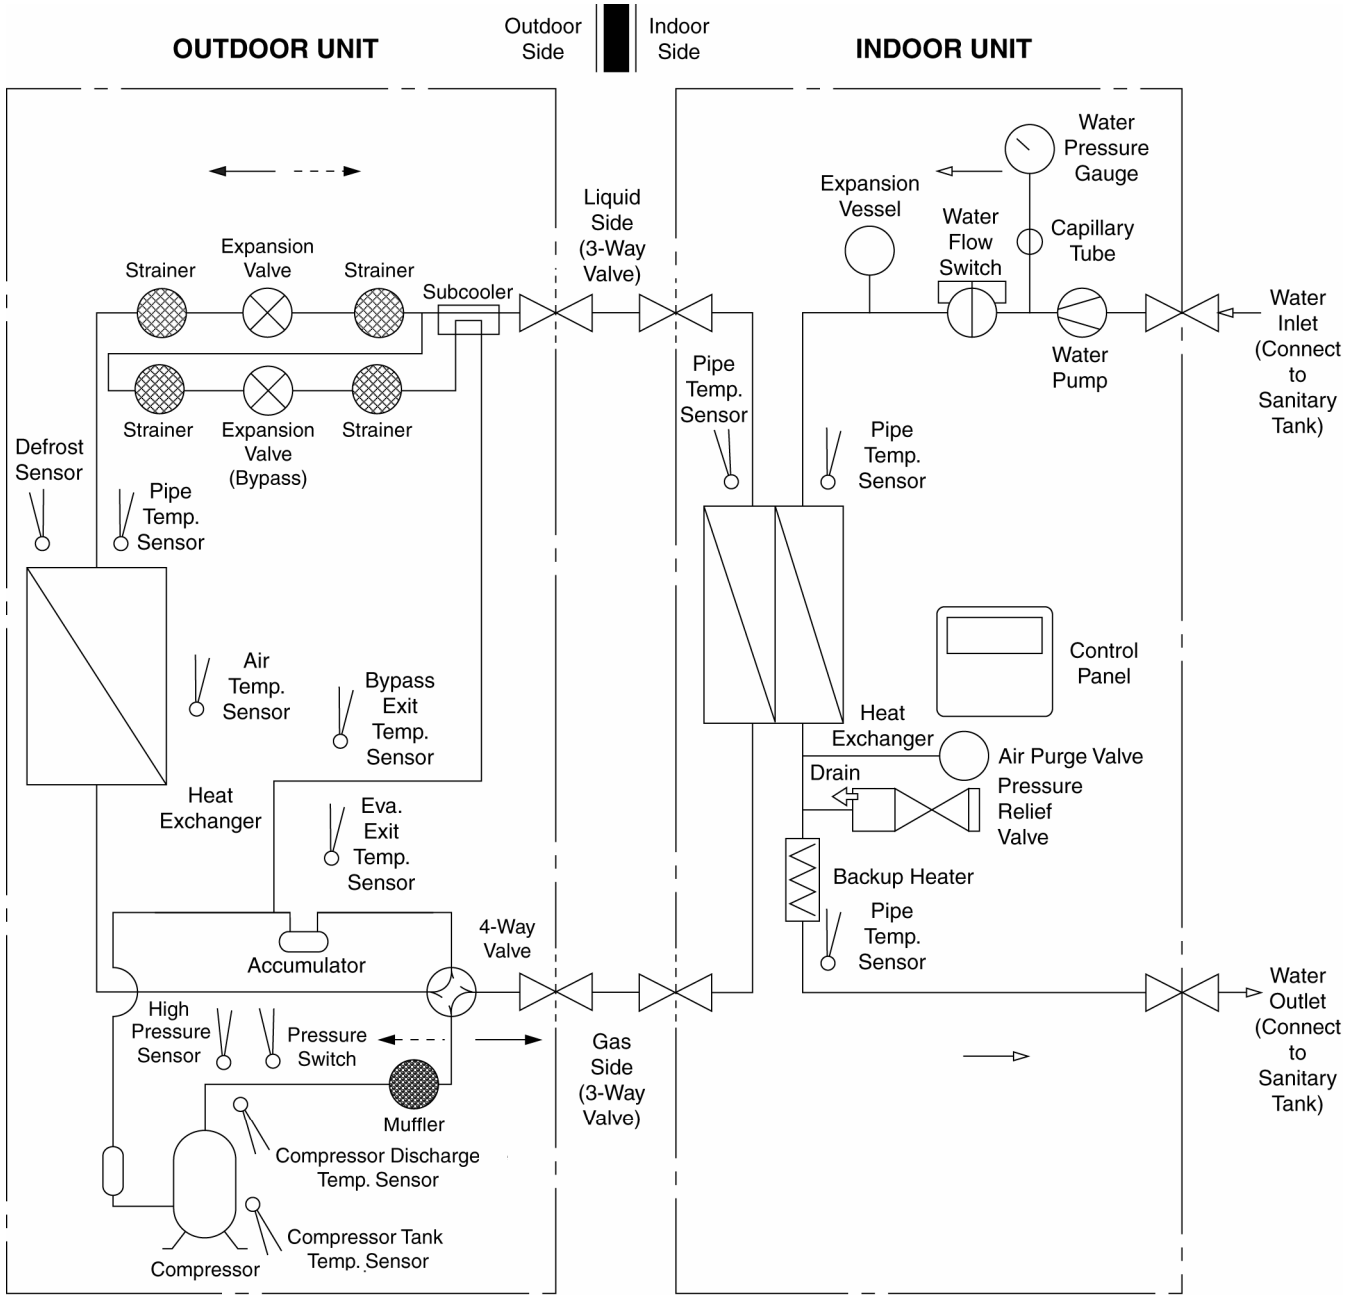 OUTDOOR UNIT
Outdoor
Side
Indoor
Side
INDOOR UNIT
Water
Pressure
Gauge
Expansion
Vessel
Water
Flow
Switch
Capillary
Tube
Liquid
Side
(3-Way
Valve)
Strainer
Expansion
Valve
Strainer
Subcooler
Water
Inlet
(Connect
to
Sanitary
Tank)
Water
Pump
Pipe
Temp.
Sensor
Strainer
Expansion
Valve
(Bypass)
Strainer
Defrost
Sensor
Pipe
Temp.
Sensor
Pipe
Temp.
Sensor
Air
Temp.
Sensor
Bypass
Exit
Temp.
Sensor
Control
Panel
Heat
Exchanger
Air Purge Valve
Drain
Pressure
Relief
Valve
Heat
Exchanger
Eva.
Exit
Temp.
Sensor
Backup Heater
Pipe
Temp.
Sensor
4-Way
Valve
Accumulator
Water
Outlet
(Connect
to
Sanitary
Tank)
High
Pressure
Sensor
Pressure
Switch
Gas
Side
(3-Way
Valve)
Muffler
Compressor Discharge
Temp. Sensor
Compressor Tank
Temp. Sensor
Compressor